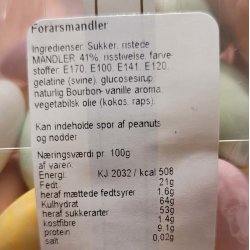 Forårsmandler
Ingredienser: Sukker, ristede
MANDLER 41%, risstivelse, farve-
stoffer: E170, E100, E141, E120,
gelatine (svine), glucosesirup,
naturlig Bourbon- vanille aroma,
vegetabilsk olie (kokos, raps).
Kan indeholde spor af peanuts
og nødder
Næringsværdi pr 100g
af varen:
Energi: KJ 2032 / kcal 508
Fedt 21g
heraf mættede fedtsyrer 1.6g
Kulhydrat 64g
heraf sukkerarter 53g
kostfibre 1.4g
protein 9.1g
salt 0,02g